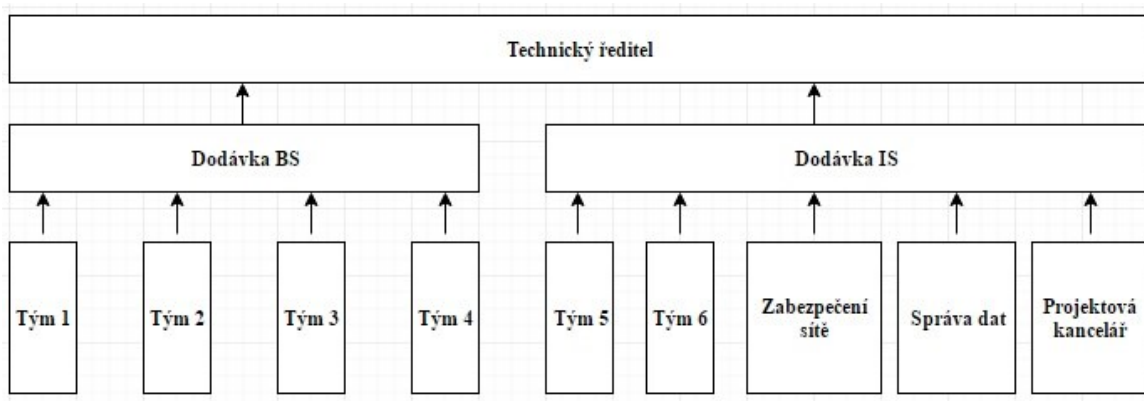 Technický ředitel
Dodávka BS
Dodávka IS
Tým 1
Tým 2
Tým 3
Tým 4
Tým 5
Tým 6
Zabezpečení
sítě
Správa dat
Projektová
kancelář